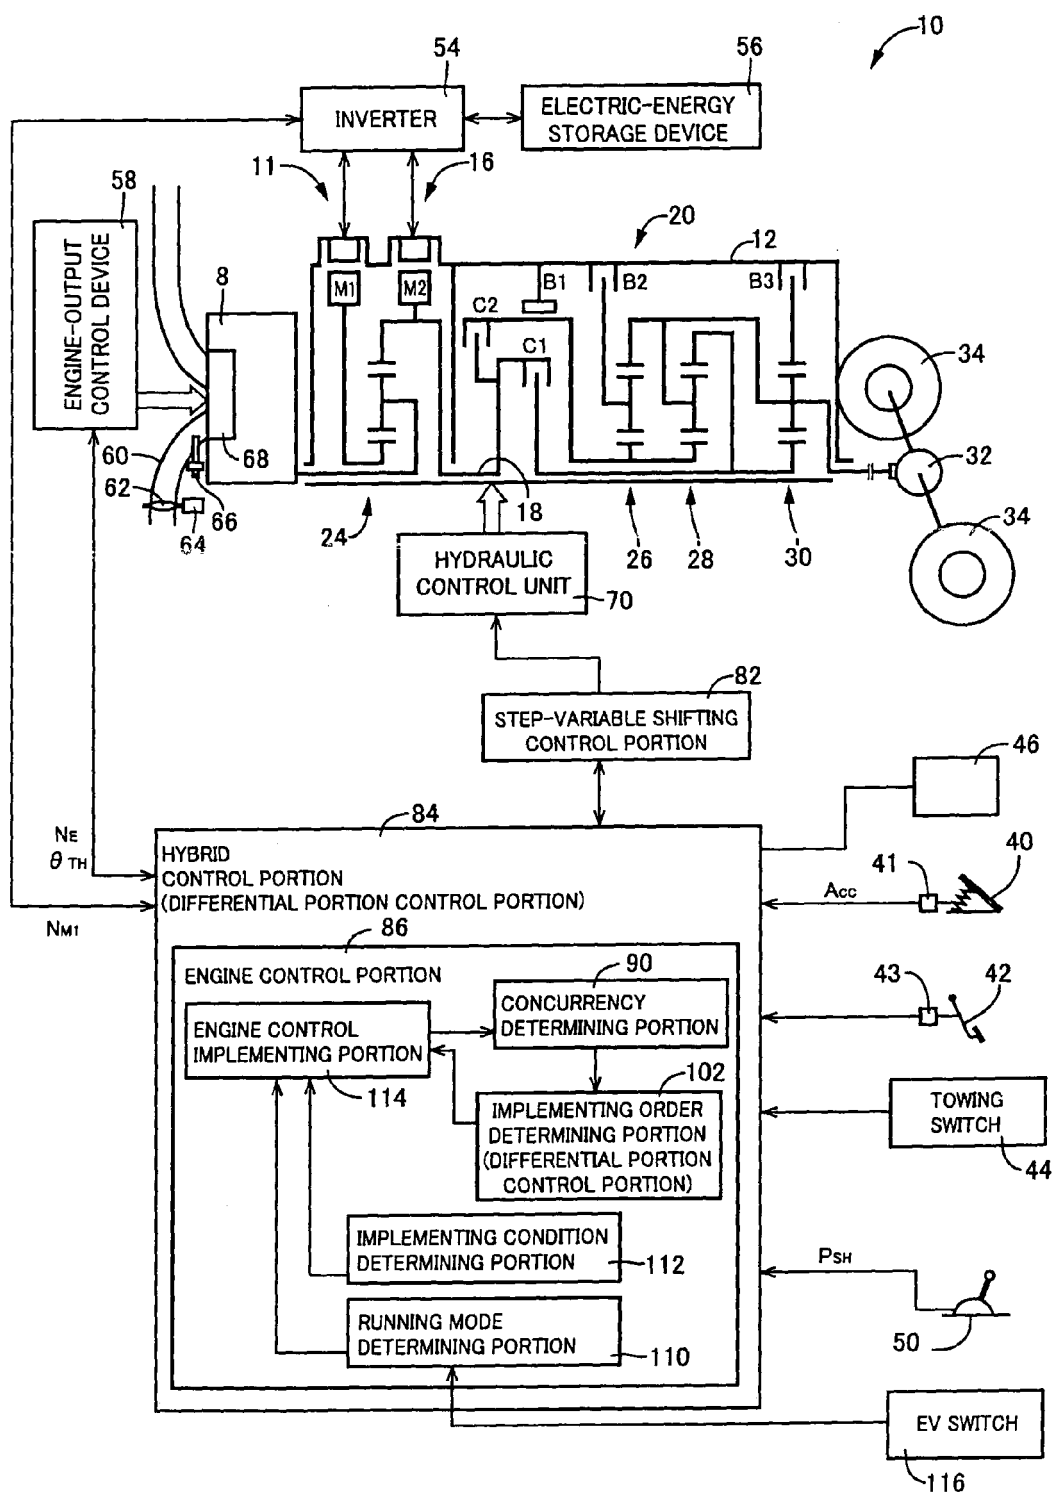 10
54
56
INVERTER
ELECTRIC-ENERGY
STORAGE DEVICE
11
16
58
ENGINE-OUTPUT
CONTROL DEVICE
8
20
12
M1
M2
B1
B2
B3
C2
C1
34
60
68
62
66
64
18
32
34
24
26
28
30
HYDRAULIC
CONTROL UNIT
70
82
STEP-VARIABLE SHIFTING
CONTROL PORTION
46
84
NE
θTH
HYBRID
CONTROL PORTION
(DIFFERENTIAL PORTION CONTROL PORTION)
41
40
ACC
NM1
86
ENGINE CONTROL PORTION
90
43
42
CONCURRENCY
DETERMINING PORTION
ENGINE CONTROL
IMPLEMENTING PORTION
114
102
IMPLEMENTING ORDER
DETERMINING PORTION
(DIFFERENTIAL PORTION
CONTROL PORTION)
TOWING
SWITCH
44
IMPLEMENTING CONDITION
DETERMINING PORTION
112
PSH
50
RUNNING MODE
DETERMINING PORTION
110
EV SWITCH
116